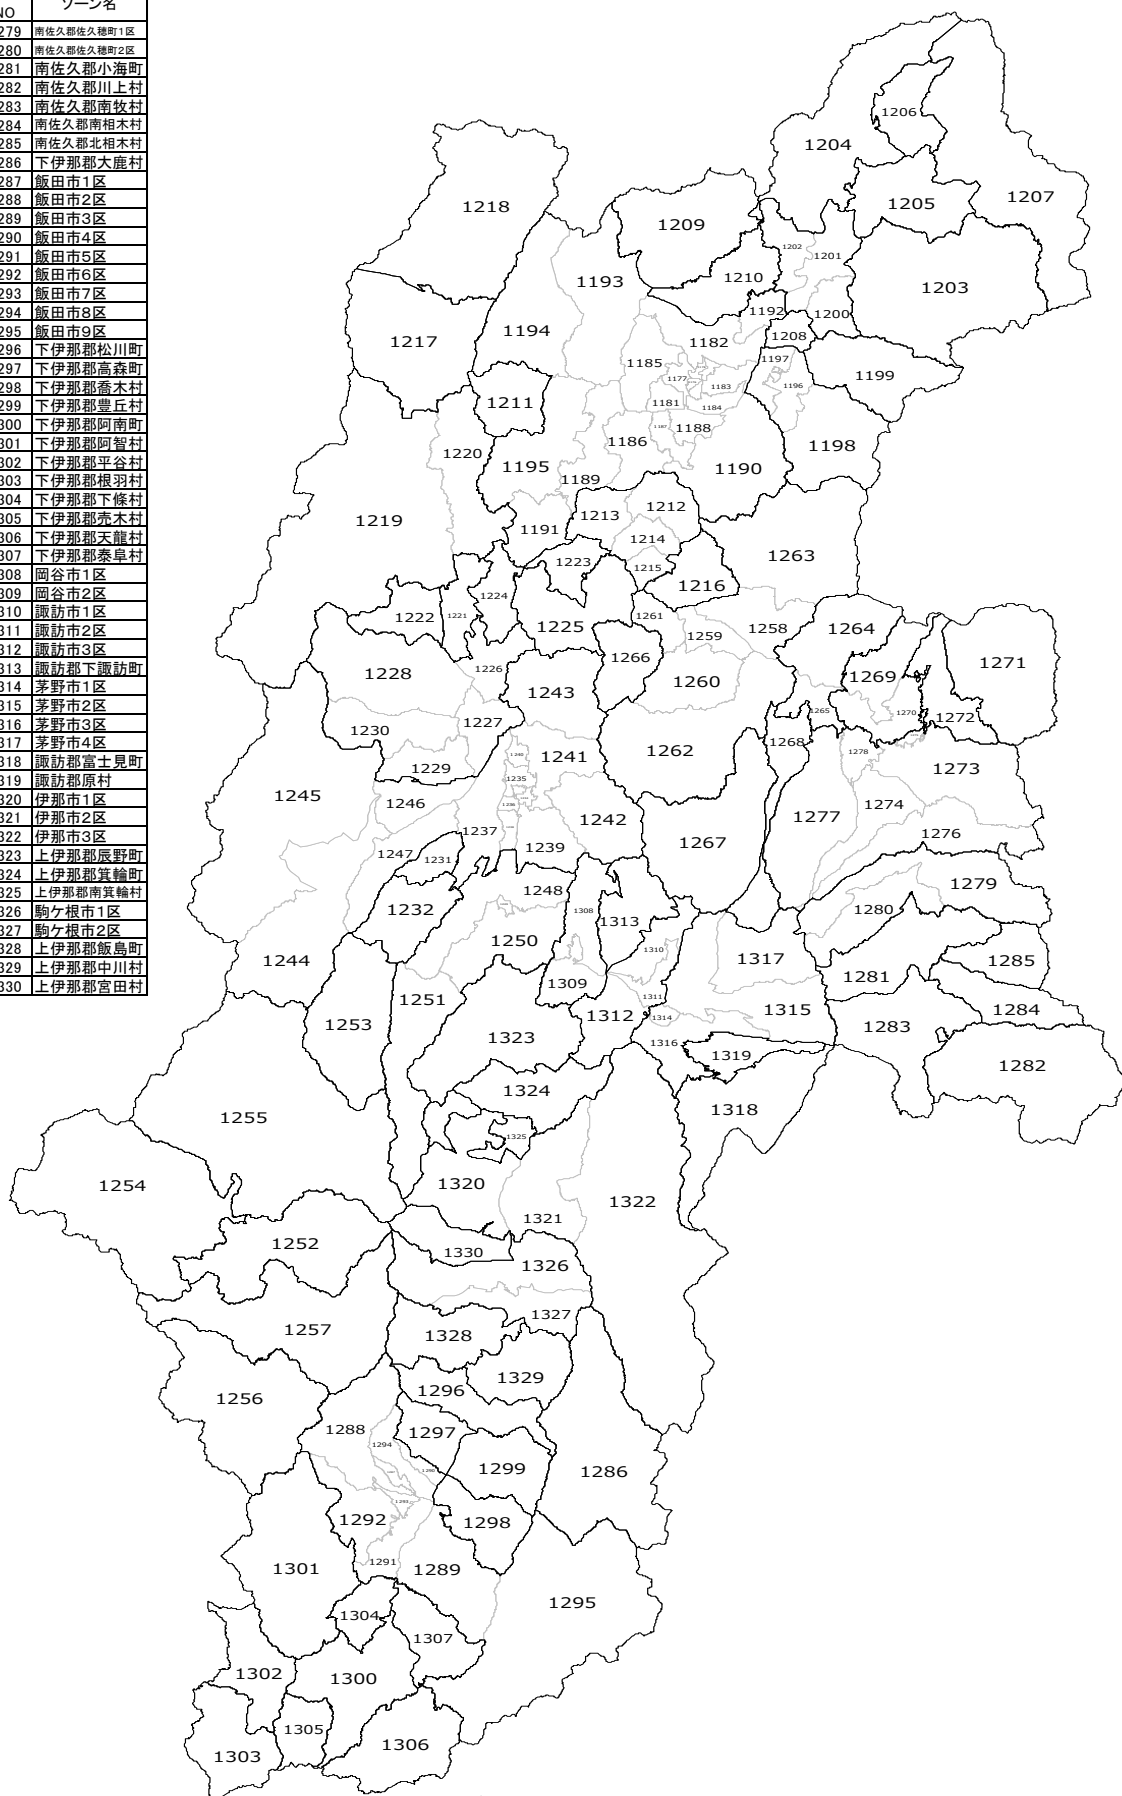 NO ゾーン名
279 南佐久郡佐久穂町1区
280 南佐久郡佐久穂町2区
281 南佐久郡小海町
282 南佐久郡川上村
283 南佐久郡南牧村
284 南佐久郡南相木村
285 南佐久郡北相木村
286 下伊那郡大鹿村
287 飯田市1区
288 飯田市2区
289 飯田市3区
290 飯田市4区
291 飯田市5区
292 飯田市6区
293 飯田市7区
294 飯田市8区
295 飯田市9区
296 下伊那郡松川町
297 下伊那郡高森町
298 下伊那郡喬木村
299 下伊那郡豊丘村
300 下伊那郡阿南町
301 下伊那郡阿智村
302 下伊那郡平谷村
303 下伊那郡根羽村
304 下伊那郡下條村
305 下伊那郡売木村
306 下伊那郡天龍村
307 下伊那郡泰阜村
308 岡谷市1区
309 岡谷市2区
310 諏訪市1区
311 諏訪市2区
312 諏訪市3区
313 諏訪郡下諏訪町
314 茅野市1区
315 茅野市2区
316 茅野市3区
317 茅野市4区
318 諏訪郡富士見町
319 諏訪郡原村
320 伊那市1区
321 伊那市2区
322 伊那市3区
323 上伊那郡辰野町
324 上伊那郡箕輪町
325 上伊那郡南箕輪村
326 駒ケ根市1区
327 駒ケ根市2区
328 上伊那郡飯島町
329 上伊那郡中川村
330 上伊那郡宮田村
1206
1204
1207
1205
1218
1209
1202
1201
1210
1193
1203
1192
1200
1194
1182
1208
1217
1185
1197
1199
1177
1183
1196
1211
1181
1184
1187
1188
1186
1198
1220
1195
1190
1189
1212
1213
1219
1191
1214
1263
1223
1215
1216
1224
1222
1221
1261
1258
1225
1259
1264
1266
1271
1226
1228
1269
1260
1243
1265
1270
1272
1227
1230
1268
1262
1241
1278
1229
1235
1273
1245
1246
1236
1274
1277
1242
1237
1276
1267
1239
1247
1231
1279
1248
1232
1308
1280
1313
1250
1310
1317
1244
1285
1281
1309
1251
1311
1315
1284
1312
1314
1253
1283
1323
1316
1319
1282
1324
1318
1255
1325
1254
1320
1322
1321
1252
1330
1326
1327
1257
1328
1329
1296
1256
1288
1297
1294
1299
1286
1290
1293
1292
1298
1291
1301
1289
1295
1304
1307
1302
1300
1305
1306
1303